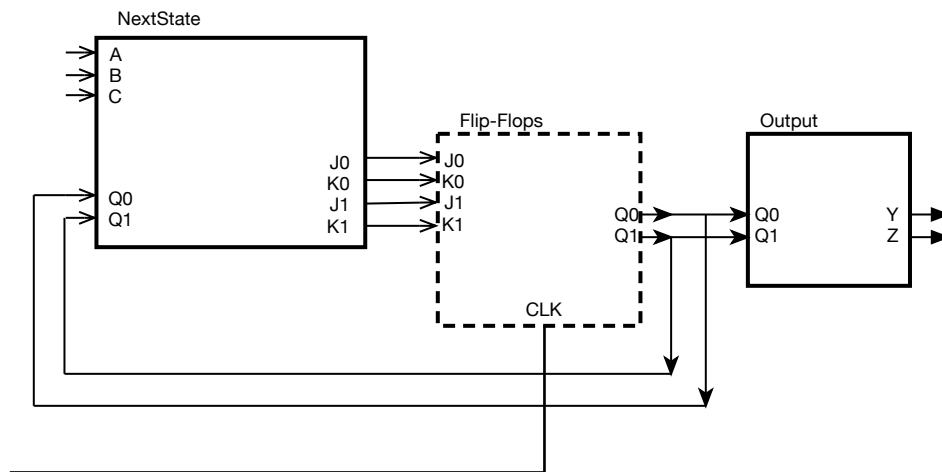 NextState
A
B
C
J0
K0
Q0
J1
Q1
K1
Flip-Flops
J0
K0
J1
K1
Q0
Q1
CLK
Output
Q0
Y
Q1
Z